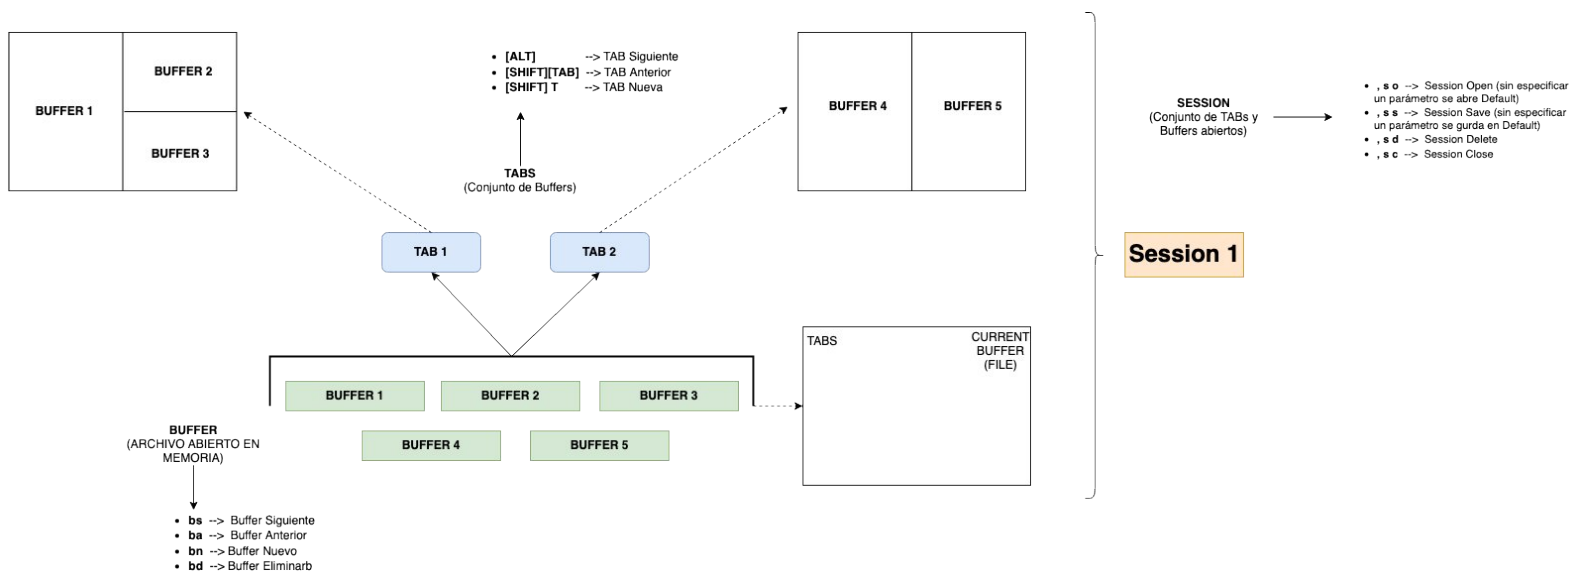 BUFFER 1
BUFFER 2
BUFFER 3
• [ALT] --> TAB Siguiente
• [SHIFT][TAB] --> TAB Anterior
• [SHIFT] T --> TAB Nueva
TABS
(Conjunto de Buffers)
BUFFER 4
BUFFER 5
SESSION
(Conjunto de TABs y
Buffers abiertos)
• , s o --> Session Open (sin especificar
un parámetro se abre Default)
• , s s --> Session Save (sin especificar
un parámetro se gurda en Default)
• , s d --> Session Delete
• , s c --> Session Close
TAB 1
TAB 2
Session 1
BUFFER 1
BUFFER 2
BUFFER 3
BUFFER 4
BUFFER 5
TABS
CURRENT
BUFFER
(FILE)
BUFFER
(ARCHIVO ABIERTO EN
MEMORIA)
• bs --> Buffer Siguiente
• ba --> Buffer Anterior
• bn --> Buffer Nuevo
• bd --> Buffer Eliminarb